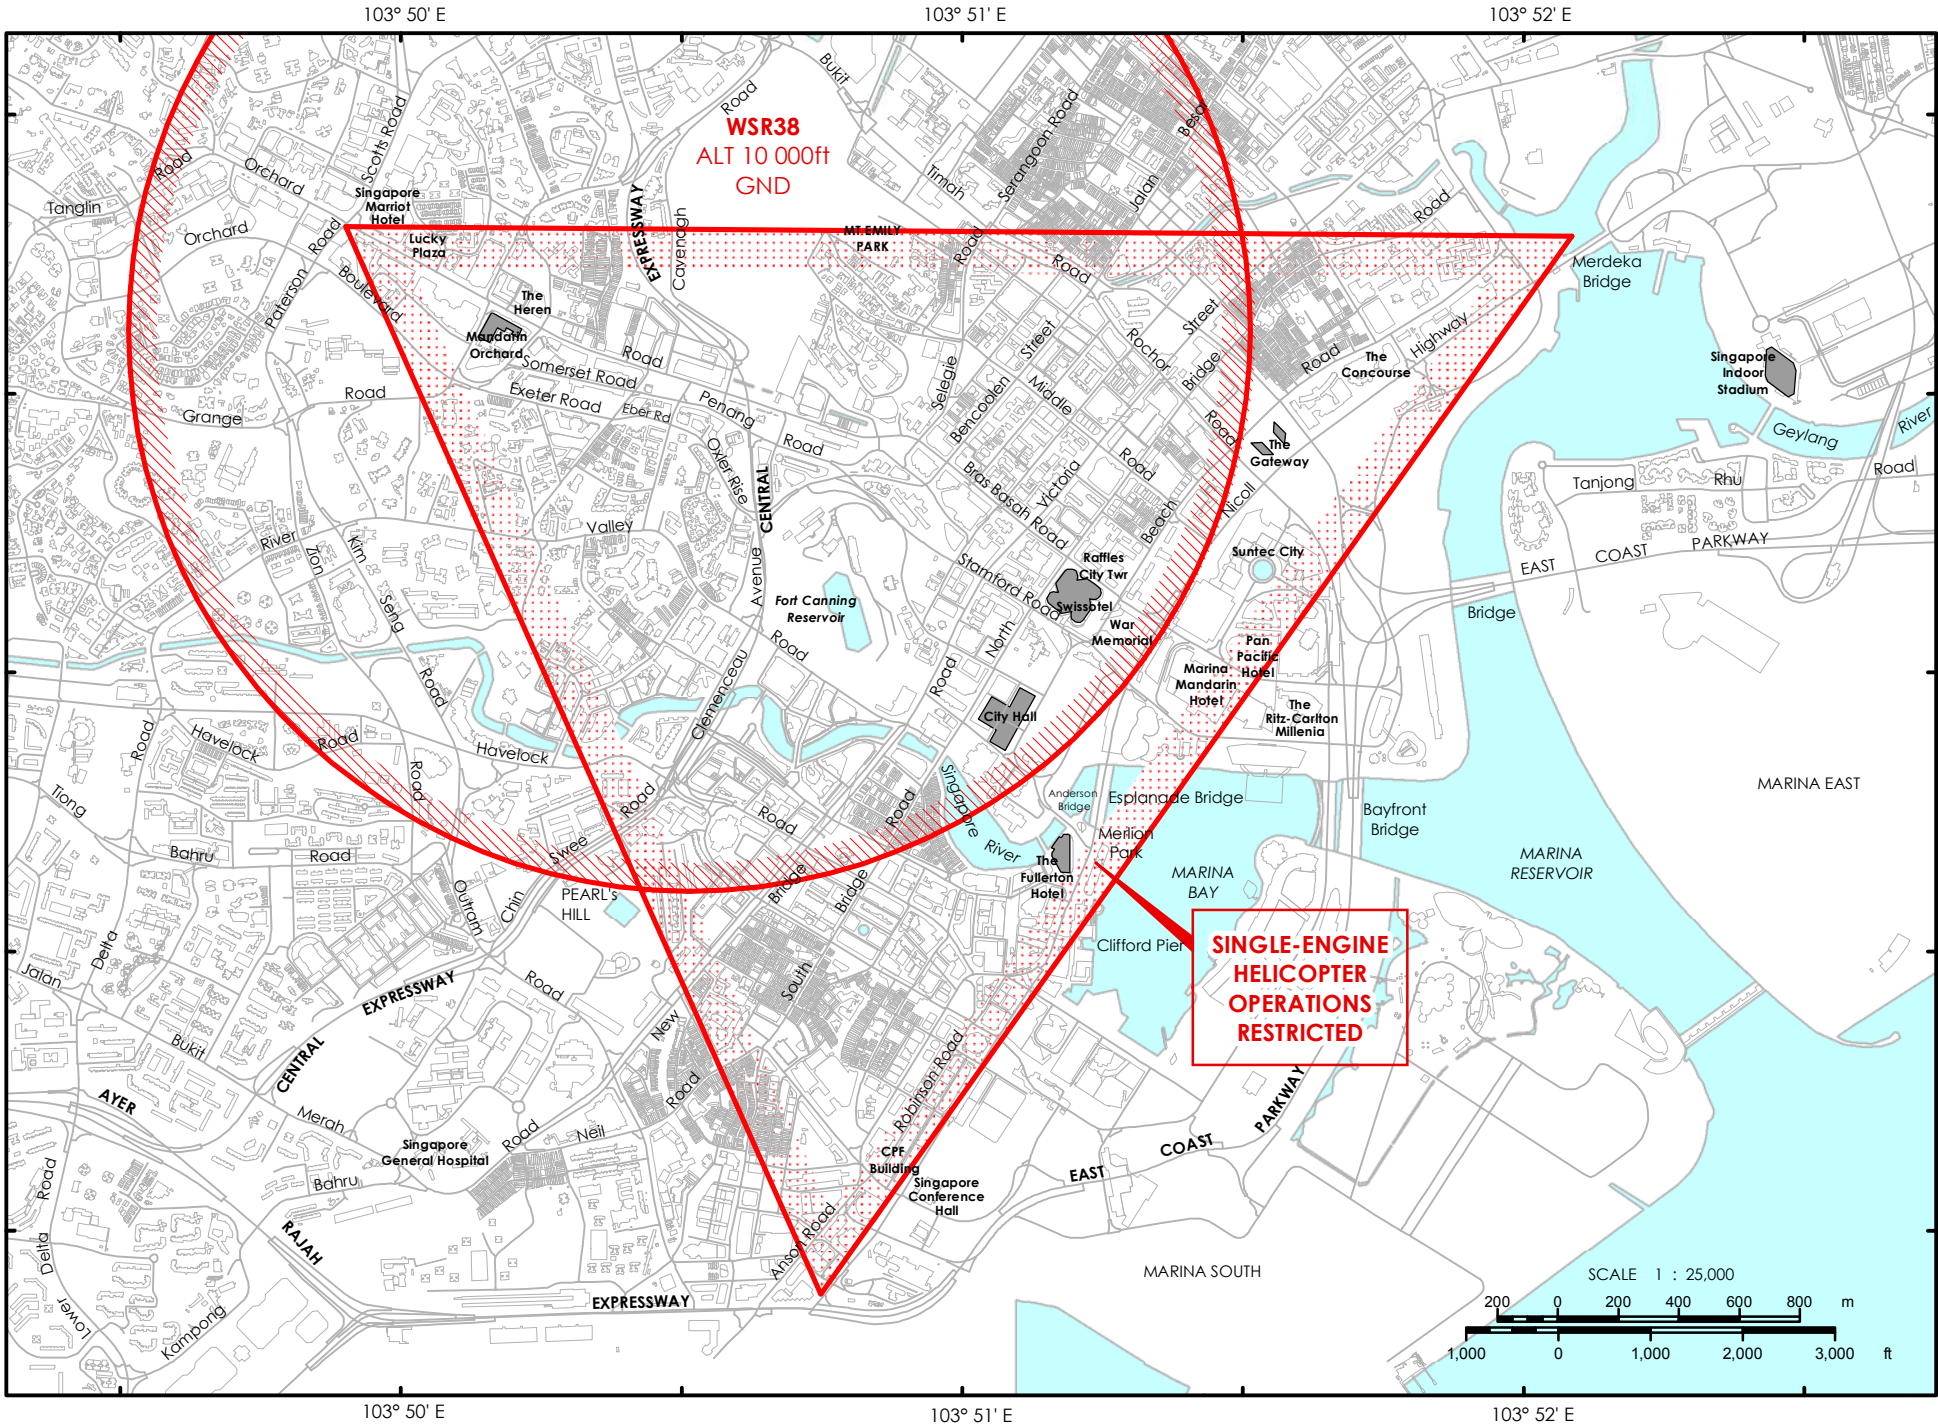 103° 50' E
103° 51' E
103° 52' E
Bukit
Road
WSR38
ALT 10 000ft
GND
Besar
Serangoon Road
Scotts Road
Road
Orchard
Timah
Jalan
Tanglin
Singapore
Marriot
Hotel
EXPRESSWAY
Cavenagh
Road
Orchard
Road
Lucky
Plaza
MT.EMILY
PARK
Road
Road
Merdeka
Bridge
Paterson
Boulevard
The
Heren
Mandarin
Orchard
Road
Somerset Road
Exeter Road
Eber Rd
Penang
Road
Street
Street
Rochor
Bridge
Road
The
Concourse
Highway
Singapore
Indoor
Stadium
Road
Grange
Selegie
Bencoolen
Middle
Road
Road
The
Gateway
Geylang
River
Oxler Rise
CENTRAL
Bras Basah Road
Victoria
Beach
Nicoll
Tanjong
Rhu
Road
River
Valley
Zion
Kim
Seng
Road
Avenue
Stamford Road
Raffles
City Twr
Swissotel
Suntec City
EAST
COAST
PARKWAY
Fort Canning
Reservoir
Road
North
War
Memorial
Bridge
Pan
Pacific
Hotel
Marina
Mandarin
Hotel
Clemenceau
Road
City Hall
The
Ritz-Carlton
Millenia
Road
Havelock
Road
Havelock
Road
Tiong
Bahru
Road
Swee
Road
Road
Road
Singapore
River
Anderson
Bridge
Esplanade Bridge
Bayfront
Bridge
MARINA EAST
Merlion
Park
The
Fullerton
Hotel
MARINA
BAY
MARINA
RESERVOIR
Outram
Chin
PEARL's
HILL
Bridge
Bridge
Clifford Pier
SINGLE-ENGINE
HELICOPTER
OPERATIONS
RESTRICTED
Delta
Jalan
EXPRESSWAY
Road
South
New
Bukit
CENTRAL
Road
Robinson Road
AYER
Merah
Road
Neil
PARKWAY
COAST
EAST
Singapore
General Hospital
Bahru
CPF
Building
Singapore
Conference
Hall
Delta Road
RAJAH
Anson Road
MARINA SOUTH
EXPRESSWAY
Lower
Kampong
SCALE 1 : 25,000
200 0 200 400 600 800 m
1,000 0 1,000 2,000 3,000 ft
103° 50' E
103° 51' E
103° 52' E